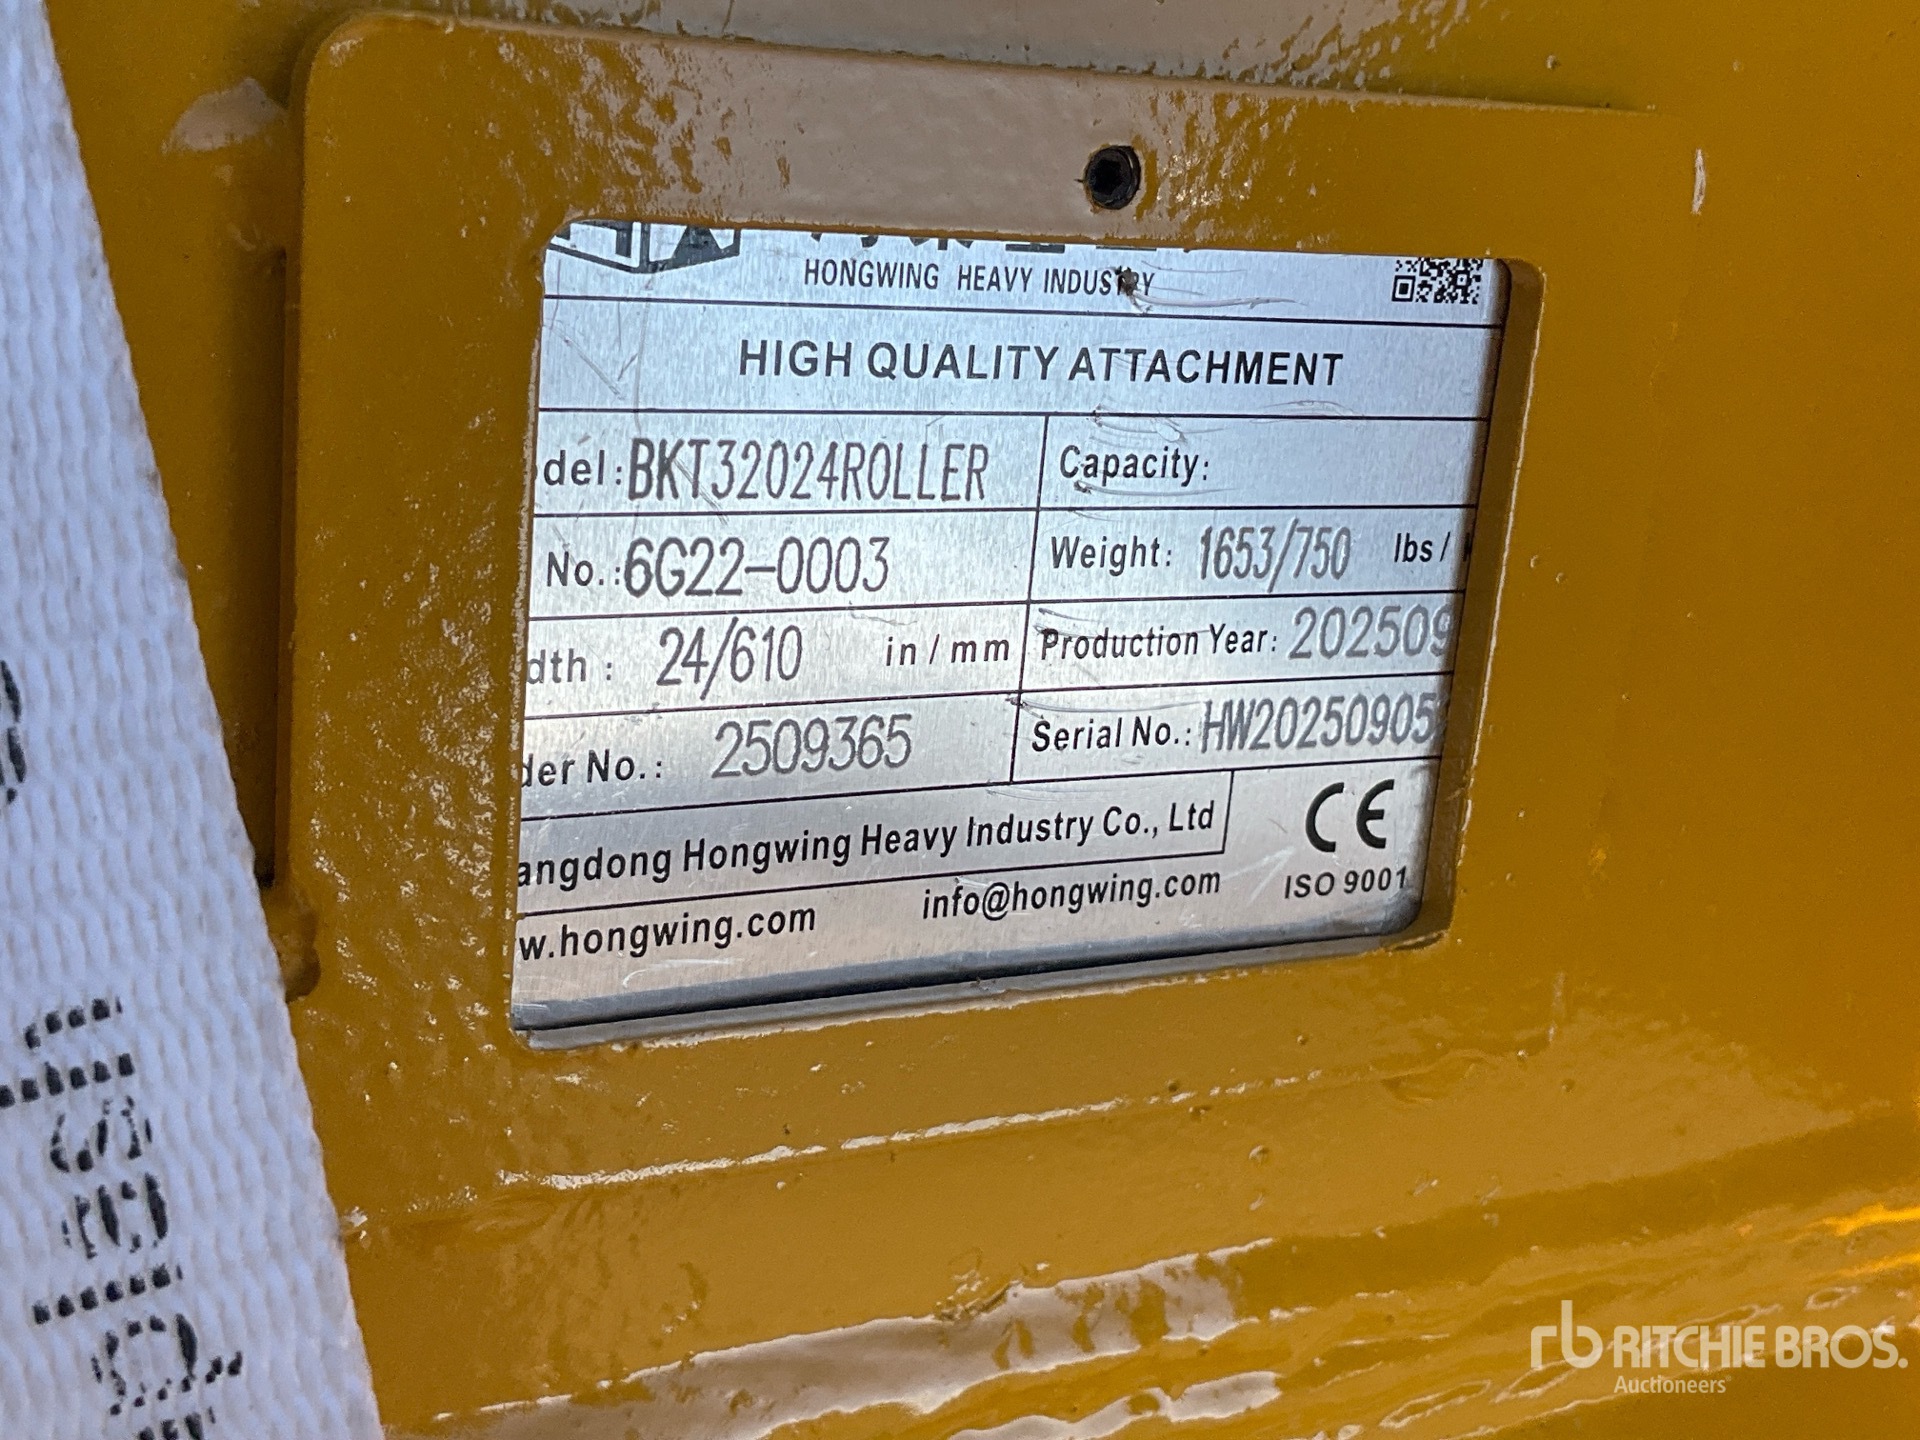 HONGWING HEAVY INDUSTRY
HIGH QUALITY ATTACHMENT
odel: BKT32024ROLLER Capacity:
No.: 6G22-0003 Weight: 1653/750 lbs /
dth : 24/610 in / mm Production Year: 202509
der No.: 2509365 Serial No.: HW20250905
angdong Hongwing Heavy Industry Co., Ltd CE
w.hongwing.com info@hongwing.com ISO 9001
rb RITCHIE BROS.
Auctioneers